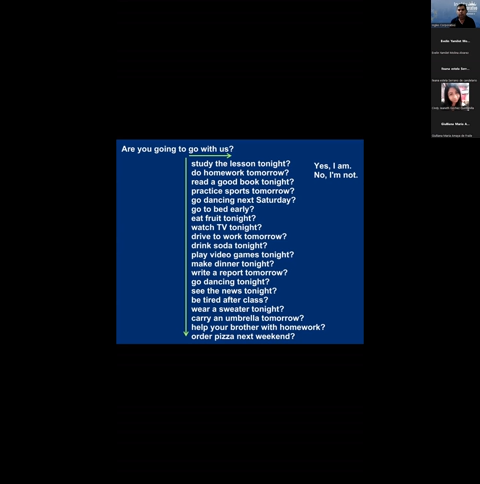 Are you going to go with us?
study the lesson tonight?
do homework tomorrow?
read a good book tonight?
practice sports tomorrow?
go dancing next Saturday?
go to bed early?
eat fruit tonight?
watch TV tonight?
drive to work tomorrow?
drink soda tonight?
play video games tonight?
make dinner tonight?
write a report tomorrow?
go dancing tonight?
see the news tonight?
be tired after class?
wear a sweater tonight?
carry an umbrella tomorrow?
help your brother with homework?
order pizza next weekend?
Yes, I am.
No, I'm not.